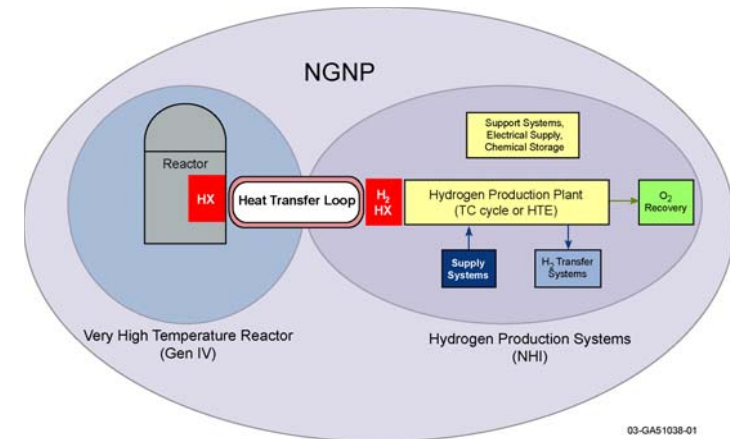 NGNP
Support Systems,
Electrical Supply,
Chemical Storage
Reactor
HX
Heat Transfer Loop
H2
HX
Hydrogen Production Plant
(TC cycle or HTE)
O2
Recovery
Supply
Systems
H2 Transfer
Systems
Very High Temperature Reactor
(Gen IV)
Hydrogen Production Systems
(NHI)
03-GA51038-01